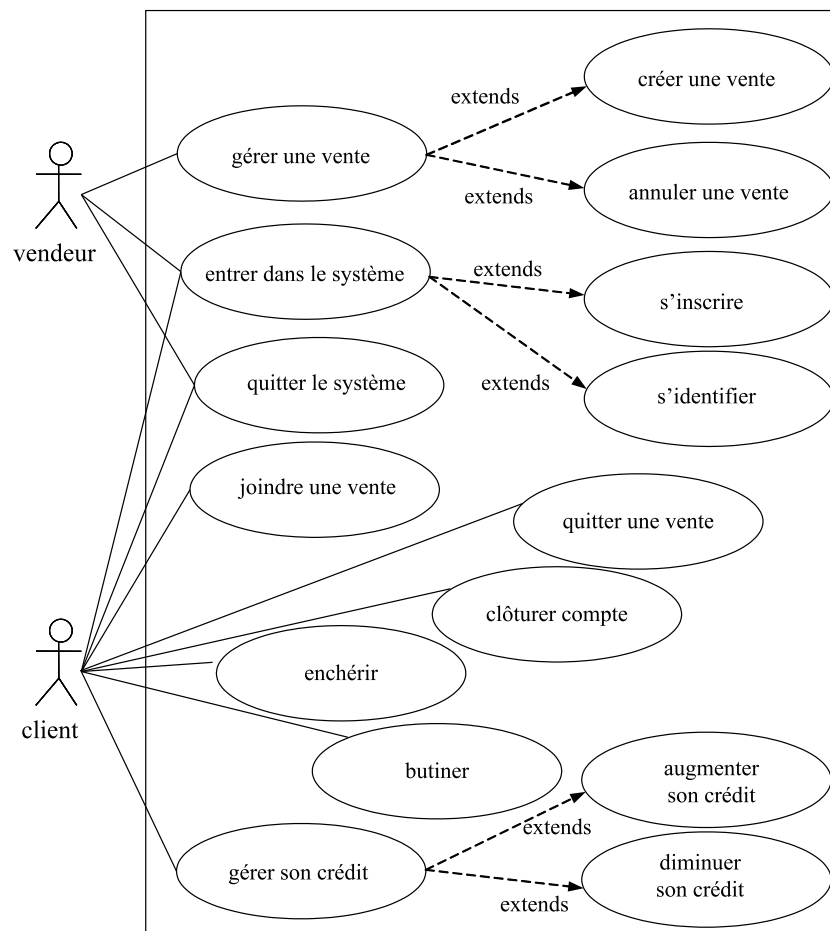 créer une vente
extends
gérer une vente
annuler une vente
extends
vendeur
entrer dans le système
extends
s’inscrire
quitter le système
extends
s’identifier
joindre une vente
quitter une vente
clôturer compte
enchérir
client
butiner
augmenter
son crédit
extends
gérer son crédit
diminuer
son crédit
extends